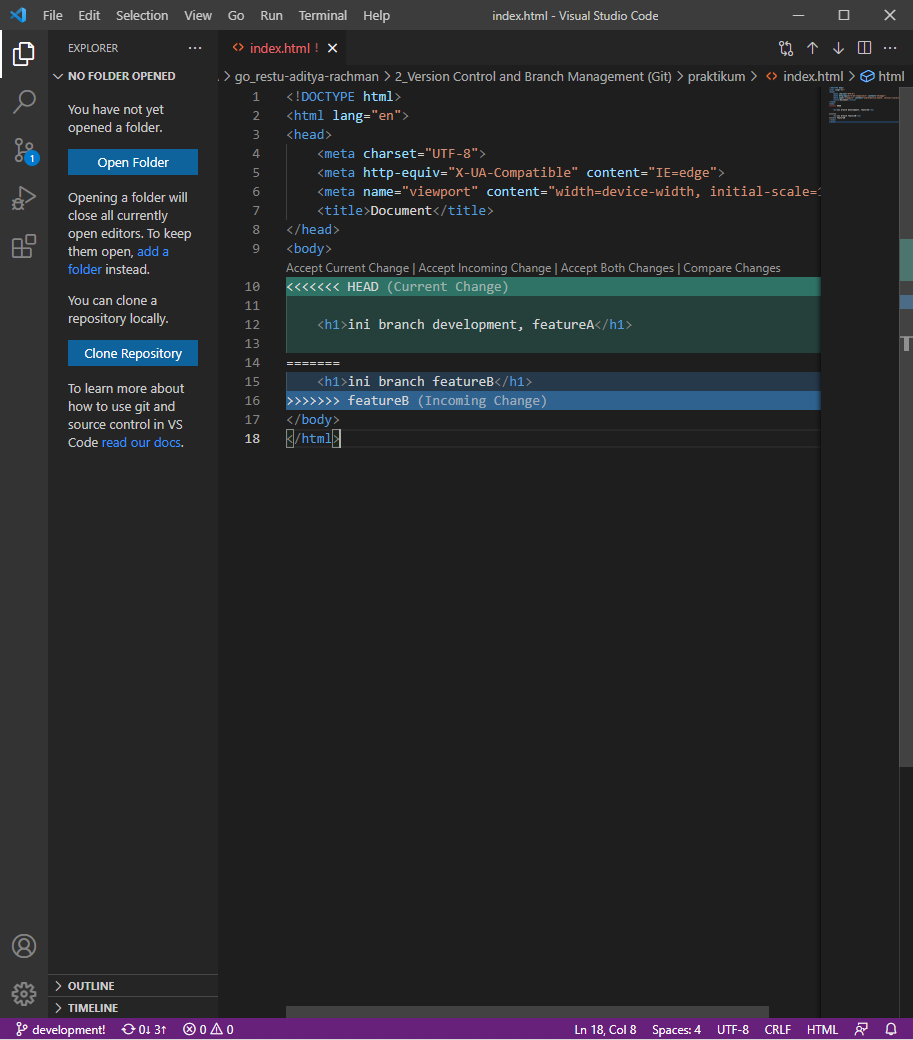 File Edit Selection View Go Run Terminal Help index.html - Visual Studio Code
EXPLORER
NO FOLDER OPENED
You have not yet
opened a folder.
Open Folder
Opening a folder will
close all currently
open editors. To keep
them open, add a
folder instead.
You can clone a
repository locally.
Clone Repository
To learn more about
how to use git and
source control in VS
Code read our docs.
OUTLINE
TIMELINE
1
index.html !
go_restu-aditya-rachman > 2_Version Control and Branch Management (Git) > praktikum > index.html > html
1 <!DOCTYPE html>
2 <html lang="en">
3 <head>
4     <meta charset="UTF-8">
5     <meta http-equiv="X-UA-Compatible" content="IE=edge">
6     <meta name="viewport" content="width=device-width, initial-scale=
7     <title>Document</title>
8 </head>
9 <body>
Accept Current Change | Accept Incoming Change | Accept Both Changes | Compare Changes
10 <<<<<<< HEAD (Current Change)
11
12     <h1>ini branch development, featureA</h1>
13
14 =======
15     <h1>ini branch featureB</h1>
16 >>>>>>> featureB (Incoming Change)
17 </body>
18 </html>
development! 0↓ 3↑ 0 0 Ln 18, Col 8 Spaces: 4 UTF-8 CRLF HTML